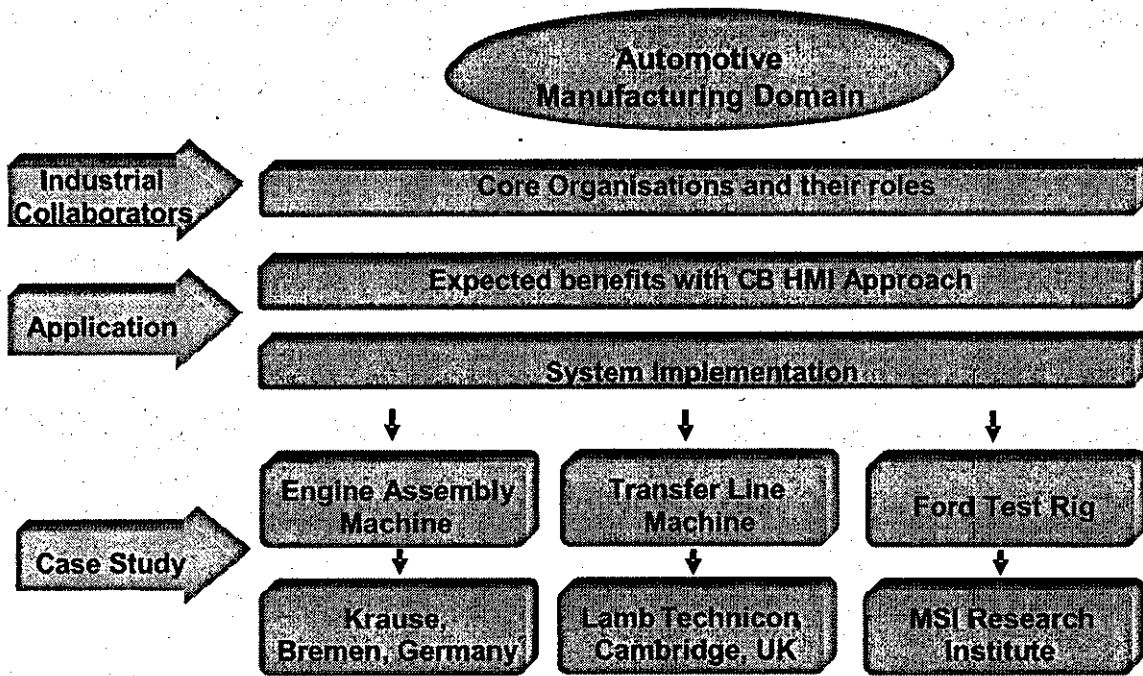 Automotive
Manufacturing Domain
Industrial
Collaborators
Core Organisations and their roles
Expected benefits with CB HMI Approach
Application
System Implementation
Engine Assembly
Machine
Transfer Line
Machine
Ford Test Rig
Case Study
Krause,
Bremen, Germany
Lamb Technicon,
Cambridge, UK
MSI Research
Institute